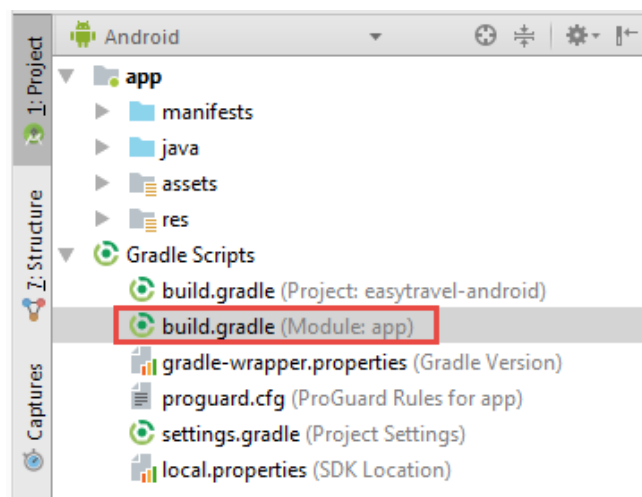 Android
1: Project
7: Structure
Captures
app
manifests
java
assets
res
Gradle Scripts
build.gradle (Project: easytravel-android)
build.gradle (Module: app)
gradle-wrapper.properties (Gradle Version)
proguard.cfg (ProGuard Rules for app)
settings.gradle (Project Settings)
local.properties (SDK Location)